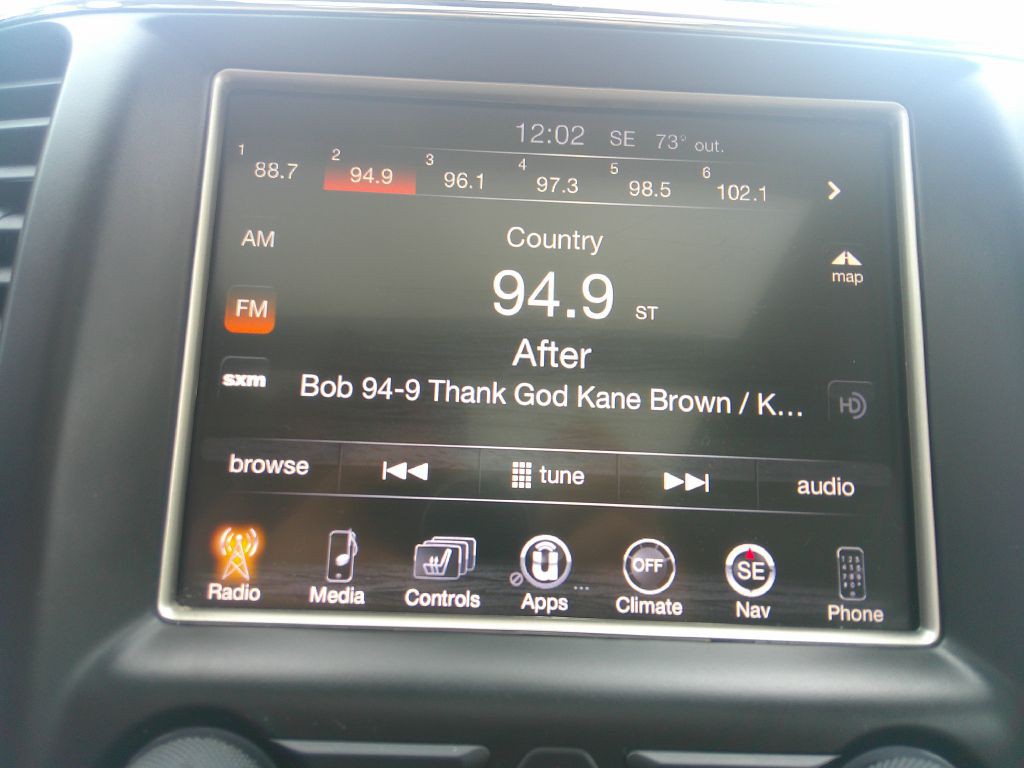 12:02 SE 73° out.
1 88.7 2 94.9 3 96.1 4 97.3 5 98.5 6 102.1
AM
Country
map
FM
94.9 ST
After
sxm
Bob 94-9 Thank God Kane Brown / K...
HD
browse tune audio
OFF SE
Radio Media Controls Apps ... Climate Nav Phone